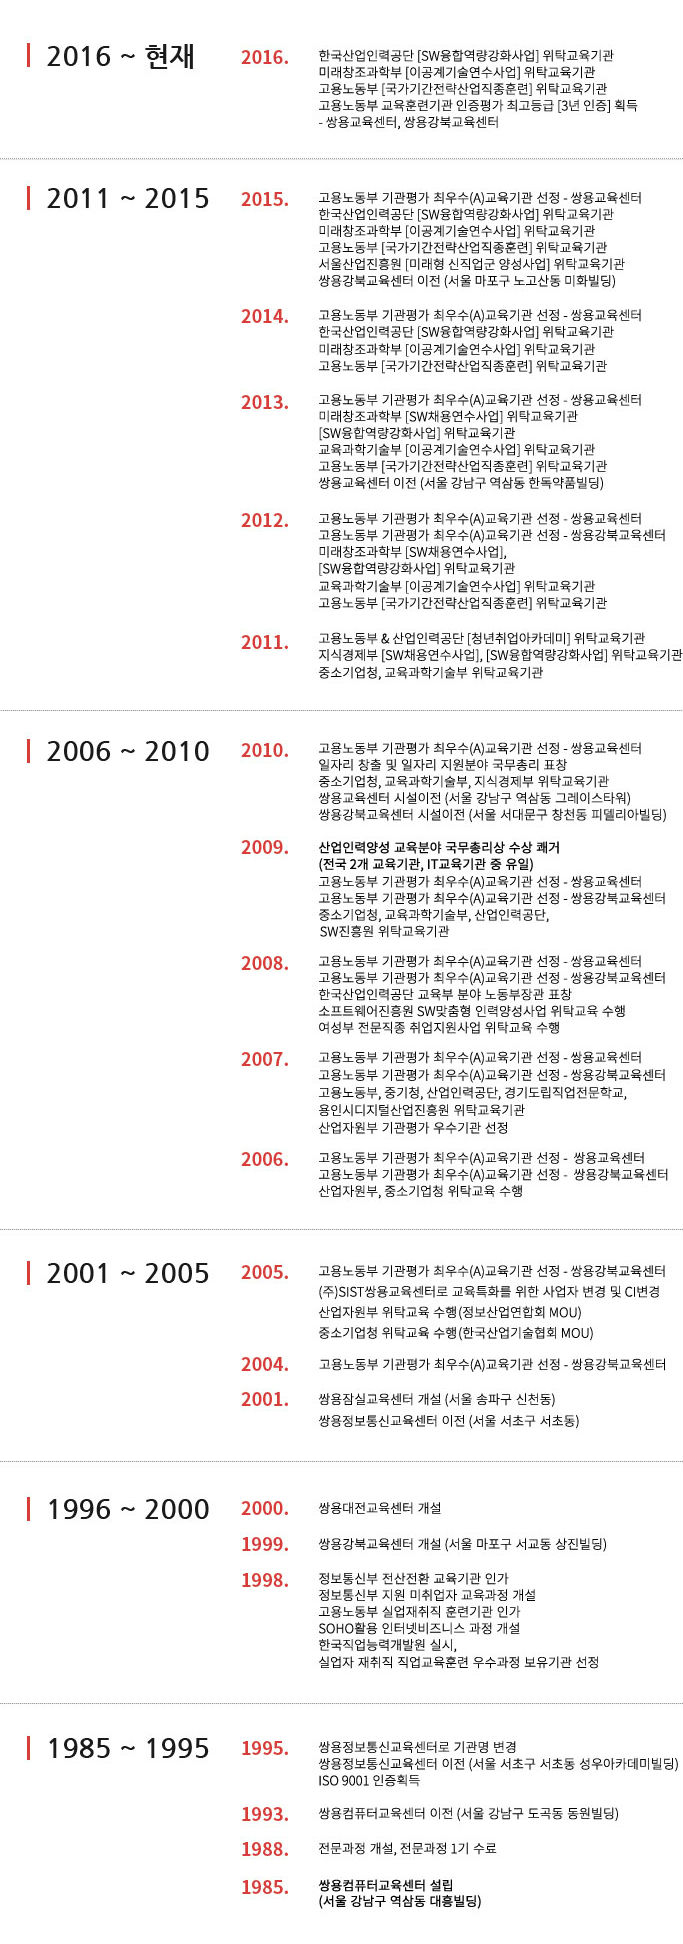 2016 ~ 현재
2016.
한국산업인력공단 [SW융합역량강화사업] 위탁교육기관
미래창조과학부 [이공계기술연수사업] 위탁교육기관
고용노동부 [국가기간전략산업직종훈련] 위탁교육기관
고용노동부 교육훈련기관 인증평가 최고등급 [3년 인증] 획득
- 쌍용교육센터, 쌍용강북교육센터
2011 ~ 2015
2015.
고용노동부 기관평가 최우수(A)교육기관 선정 - 쌍용교육센터
한국산업인력공단 [SW융합역량강화사업] 위탁교육기관
미래창조과학부 [이공계기술연수사업] 위탁교육기관
고용노동부 [국가기간전략산업직종훈련] 위탁교육기관
서울산업진흥원 [미래형 신직업군 양성사업] 위탁교육기관
쌍용강북교육센터 이전 (서울 마포구 노고산동 미화빌딩)
2014.
고용노동부 기관평가 최우수(A)교육기관 선정 - 쌍용교육센터
한국산업인력공단 [SW융합역량강화사업] 위탁교육기관
미래창조과학부 [이공계기술연수사업] 위탁교육기관
고용노동부 [국가기간전략산업직종훈련] 위탁교육기관
2013.
고용노동부 기관평가 최우수(A)교육기관 선정 - 쌍용교육센터
미래창조과학부 [SW채용연수사업] 위탁교육기관
[SW융합역량강화사업] 위탁교육기관
교육과학기술부 [이공계기술연수사업] 위탁교육기관
고용노동부 [국가기간전략산업직종훈련] 위탁교육기관
쌍용교육센터 이전 (서울 강남구 역삼동 한독약품빌딩)
2012.
고용노동부 기관평가 최우수(A)교육기관 선정 - 쌍용교육센터
고용노동부 기관평가 최우수(A)교육기관 선정 - 쌍용강북교육센터
미래창조과학부 [SW채용연수사업],
[SW융합역량강화사업] 위탁교육기관
교육과학기술부 [이공계기술연수사업] 위탁교육기관
고용노동부 [국가기간전략산업직종훈련] 위탁교육기관
2011.
고용노동부 & 산업인력공단 [청년취업아카데미] 위탁교육기관
지식경제부 [SW채용연수사업], [SW융합역량강화사업] 위탁교육기관
중소기업청, 교육과학기술부 위탁교육기관
2006 ~ 2010
2010.
고용노동부 기관평가 최우수(A)교육기관 선정 - 쌍용교육센터
일자리 창출 및 일자리 지원분야 국무총리 표창
중소기업청, 교육과학기술부, 지식경제부 위탁교육기관
쌍용교육센터 시설이전 (서울 강남구 역삼동 그레이스타워)
쌍용강북교육센터 시설이전 (서울 서대문구 창천동 피델리아빌딩)
2009.
산업인력양성 교육분야 국무총리상 수상 쾌거
(전국 2개 교육기관, IT교육기관 중 유일)
고용노동부 기관평가 최우수(A)교육기관 선정 - 쌍용교육센터
고용노동부 기관평가 최우수(A)교육기관 선정 - 쌍용강북교육센터
중소기업청, 교육과학기술부, 산업인력공단,
SW진흥원 위탁교육기관
2008.
고용노동부 기관평가 최우수(A)교육기관 선정 - 쌍용교육센터
고용노동부 기관평가 최우수(A)교육기관 선정 - 쌍용강북교육센터
한국산업인력공단 교육부 분야 노동부장관 표창
소프트웨어진흥원 SW맞춤형 인력양성사업 위탁교육 수행
여성부 전문직종 취업지원사업 위탁교육 수행
2007.
고용노동부 기관평가 최우수(A)교육기관 선정 - 쌍용교육센터
고용노동부 기관평가 최우수(A)교육기관 선정 - 쌍용강북교육센터
고용노동부, 중기청, 산업인력공단, 경기도립직업전문학교,
용인시디지털산업진흥원 위탁교육기관
산업자원부 기관평가 우수기관 선정
2006.
고용노동부 기관평가 최우수(A)교육기관 선정 - 쌍용교육센터
고용노동부 기관평가 최우수(A)교육기관 선정 - 쌍용강북교육센터
산업자원부, 중소기업청 위탁교육 수행
2001 ~ 2005
2005.
고용노동부 기관평가 최우수(A)교육기관 선정 - 쌍용강북교육센터
(주)SIST쌍용교육센터로 교육특화를 위한 사업자 변경 및 CI변경
산업자원부 위탁교육 수행(정보산업연합회 MOU)
중소기업청 위탁교육 수행(한국산업기술협회 MOU)
2004.
고용노동부 기관평가 최우수(A)교육기관 선정 - 쌍용강북교육센터
2001.
쌍용잠실교육센터 개설 (서울 송파구 신천동)
쌍용정보통신교육센터 이전 (서울 서초구 서초동)
1996 ~ 2000
2000.
쌍용대전교육센터 개설
1999.
쌍용강북교육센터 개설 (서울 마포구 서교동 상진빌딩)
1998.
정보통신부 전산전환 교육기관 인가
정보통신부 지원 미취업자 교육과정 개설
고용노동부 실업재취직 훈련기관 인가
SOHO활용 인터넷비즈니스 과정 개설
한국직업능력개발원 실시,
실업자 재취직 직업교육훈련 우수과정 보유기관 선정
1985 ~ 1995
1995.
쌍용정보통신교육센터로 기관명 변경
쌍용정보통신교육센터 이전 (서울 서초구 서초동 성우아카데미빌딩)
ISO 9001 인증획득
1993.
쌍용컴퓨터교육센터 이전 (서울 강남구 도곡동 동원빌딩)
1988.
전문과정 개설, 전문과정 1기 수료
1985.
쌍용컴퓨터교육센터 설립
(서울 강남구 역삼동 대흥빌딩)